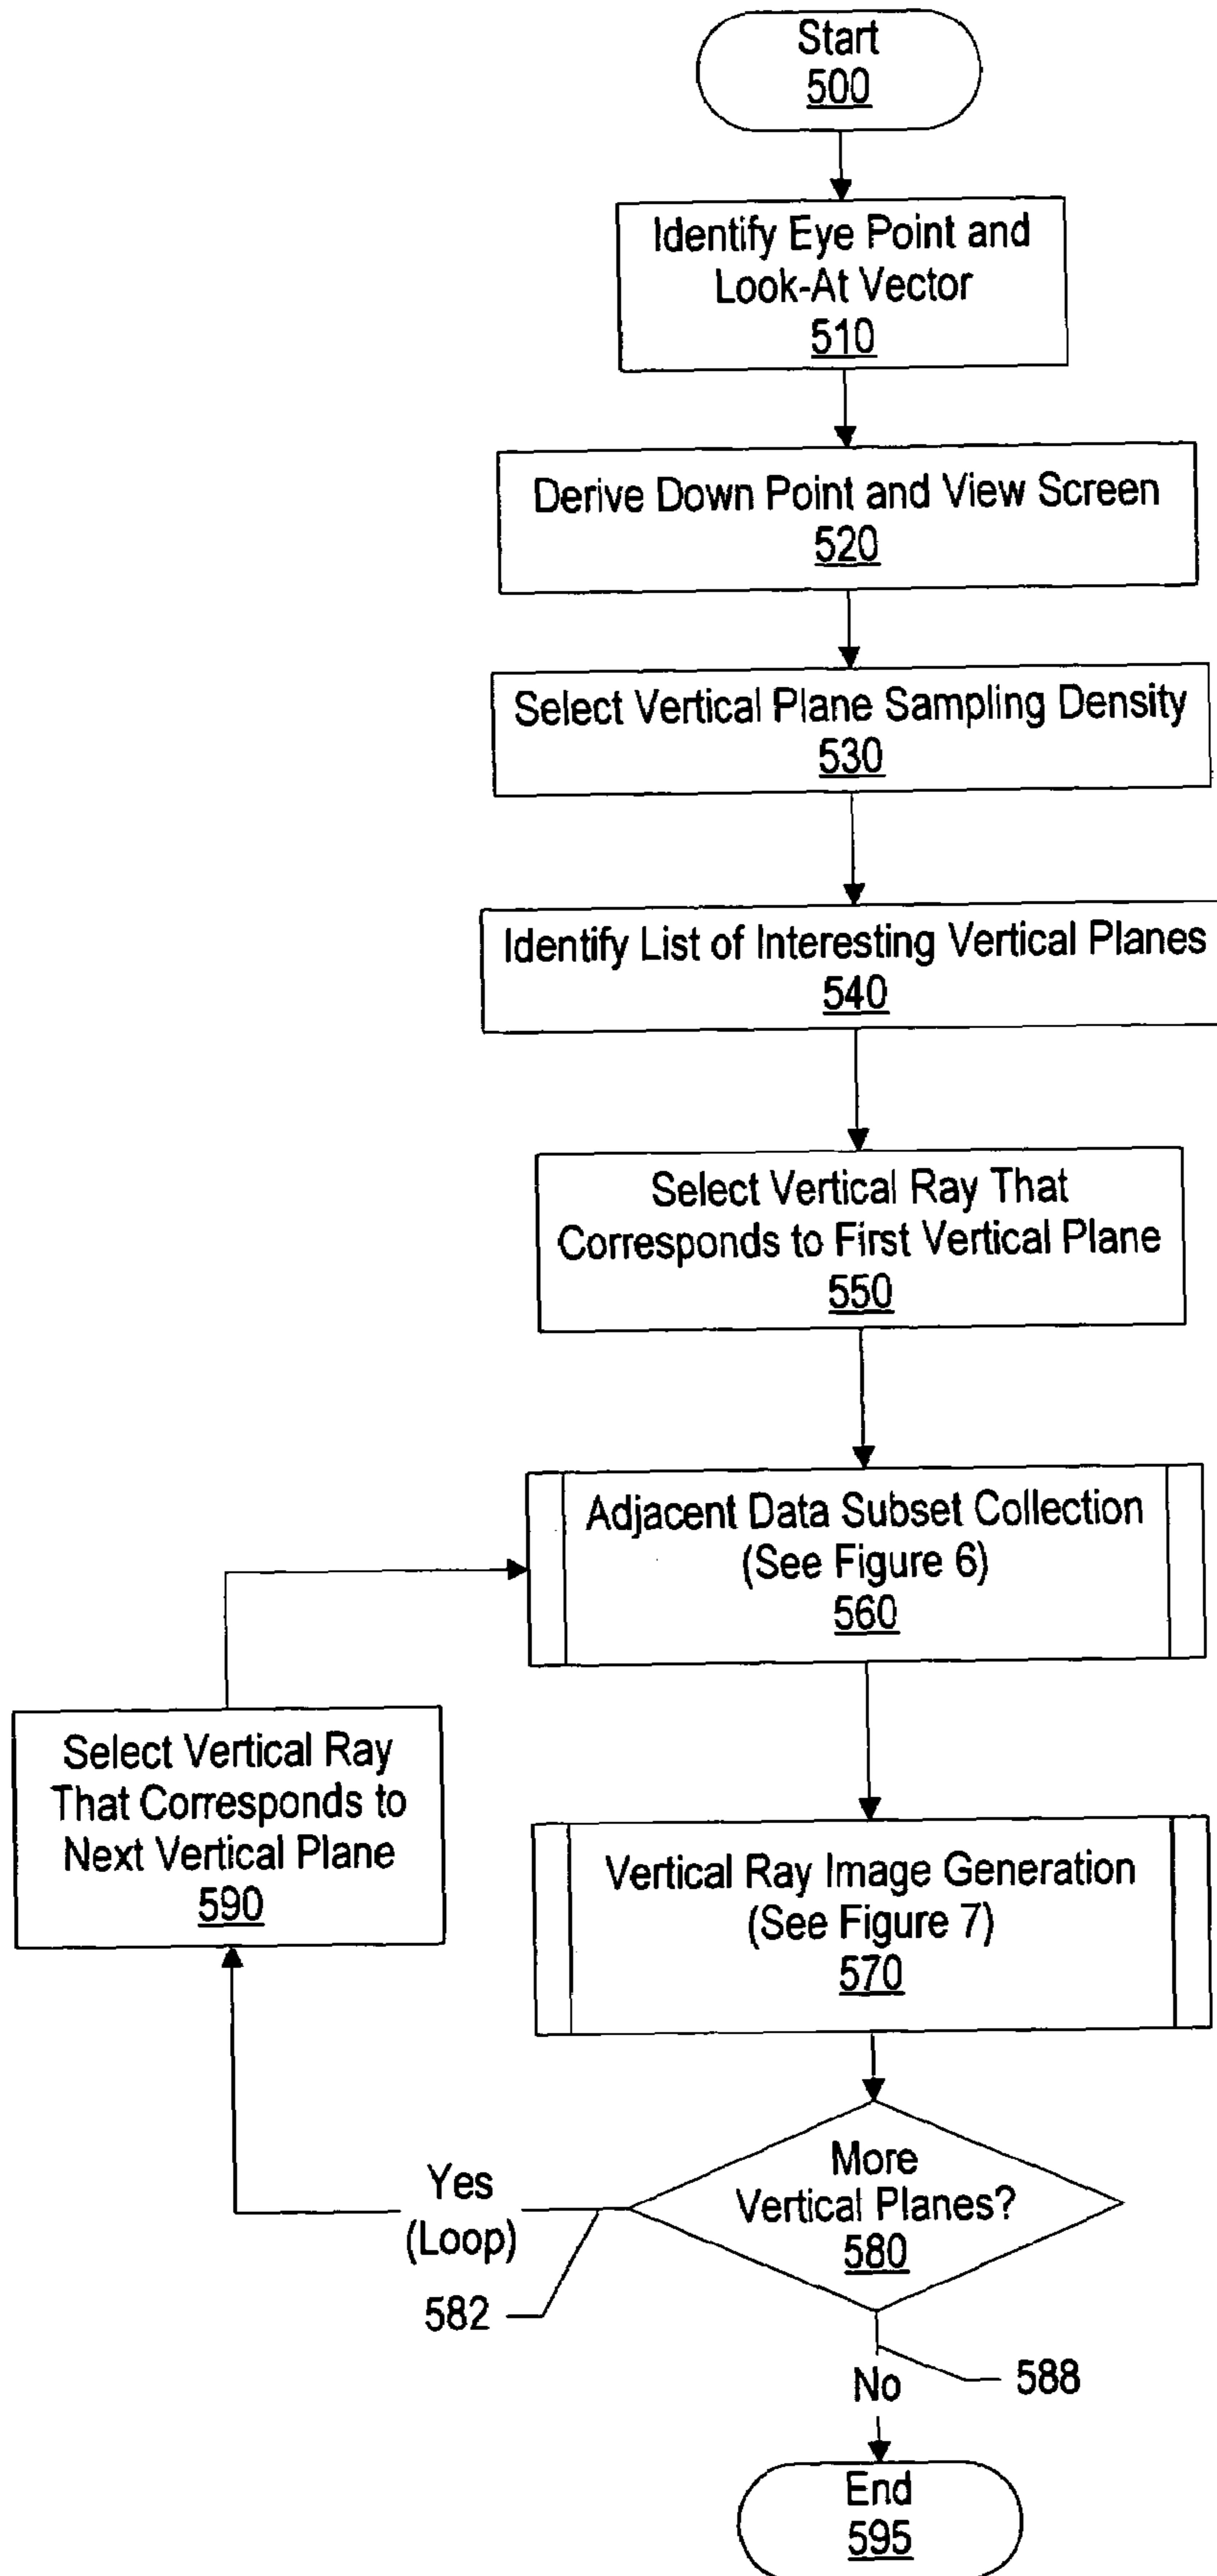 Start
500
Identify Eye Point and
Look-At Vector
510
Derive Down Point and View Screen
520
Select Vertical Plane Sampling Density
530
Identify List of Interesting Vertical Planes
540
Select Vertical Ray That
Corresponds to First Vertical Plane
550
Adjacent Data Subset Collection
(See Figure 6)
560
Select Vertical Ray
That Corresponds to
Next Vertical Plane
590
Vertical Ray Image Generation
(See Figure 7)
570
More
Vertical Planes?
580
Yes
(Loop)
582
No
588
End
595